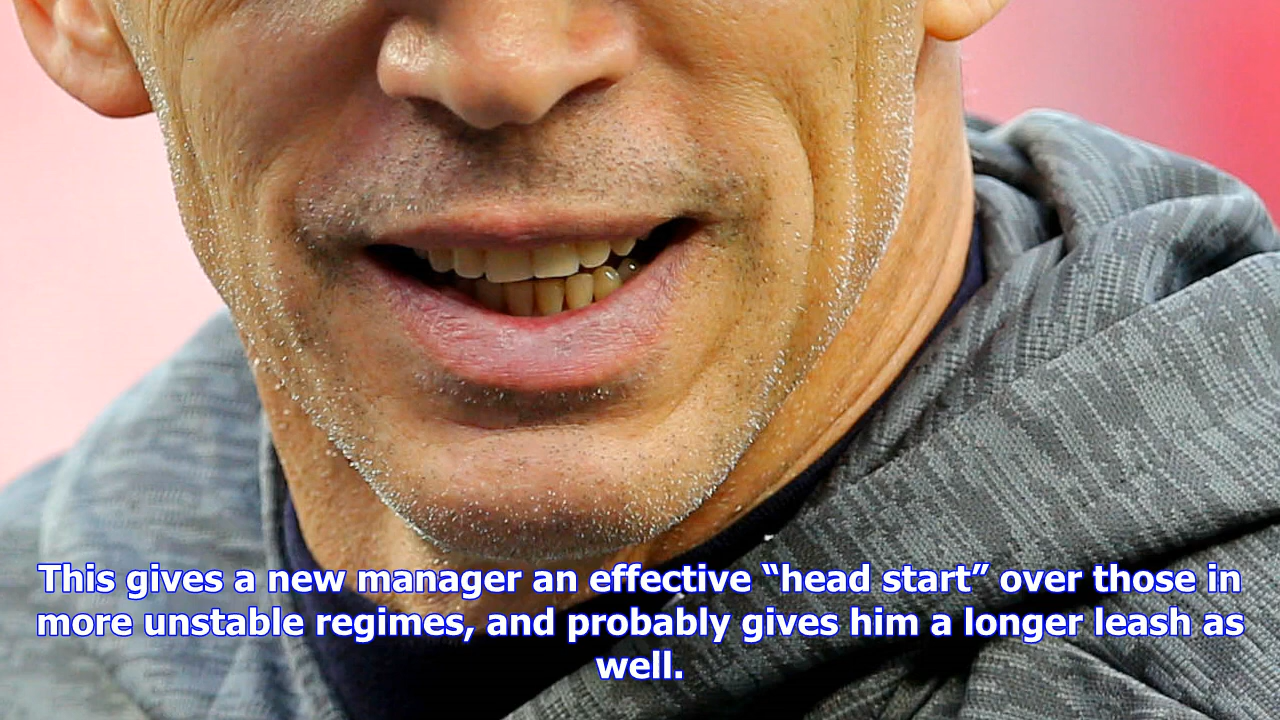 This gives a new manager an effective “head start” over those in
more unstable regimes, and probably gives him a longer leash as
well.